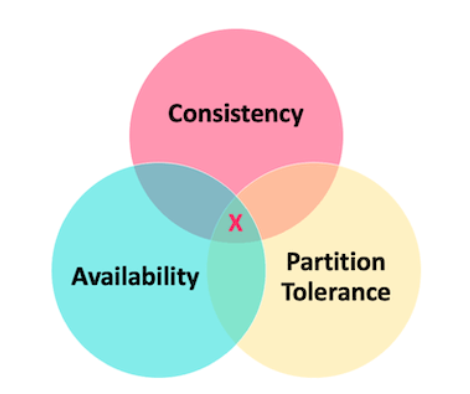 Consistency
X
Availability
Partition
Tolerance